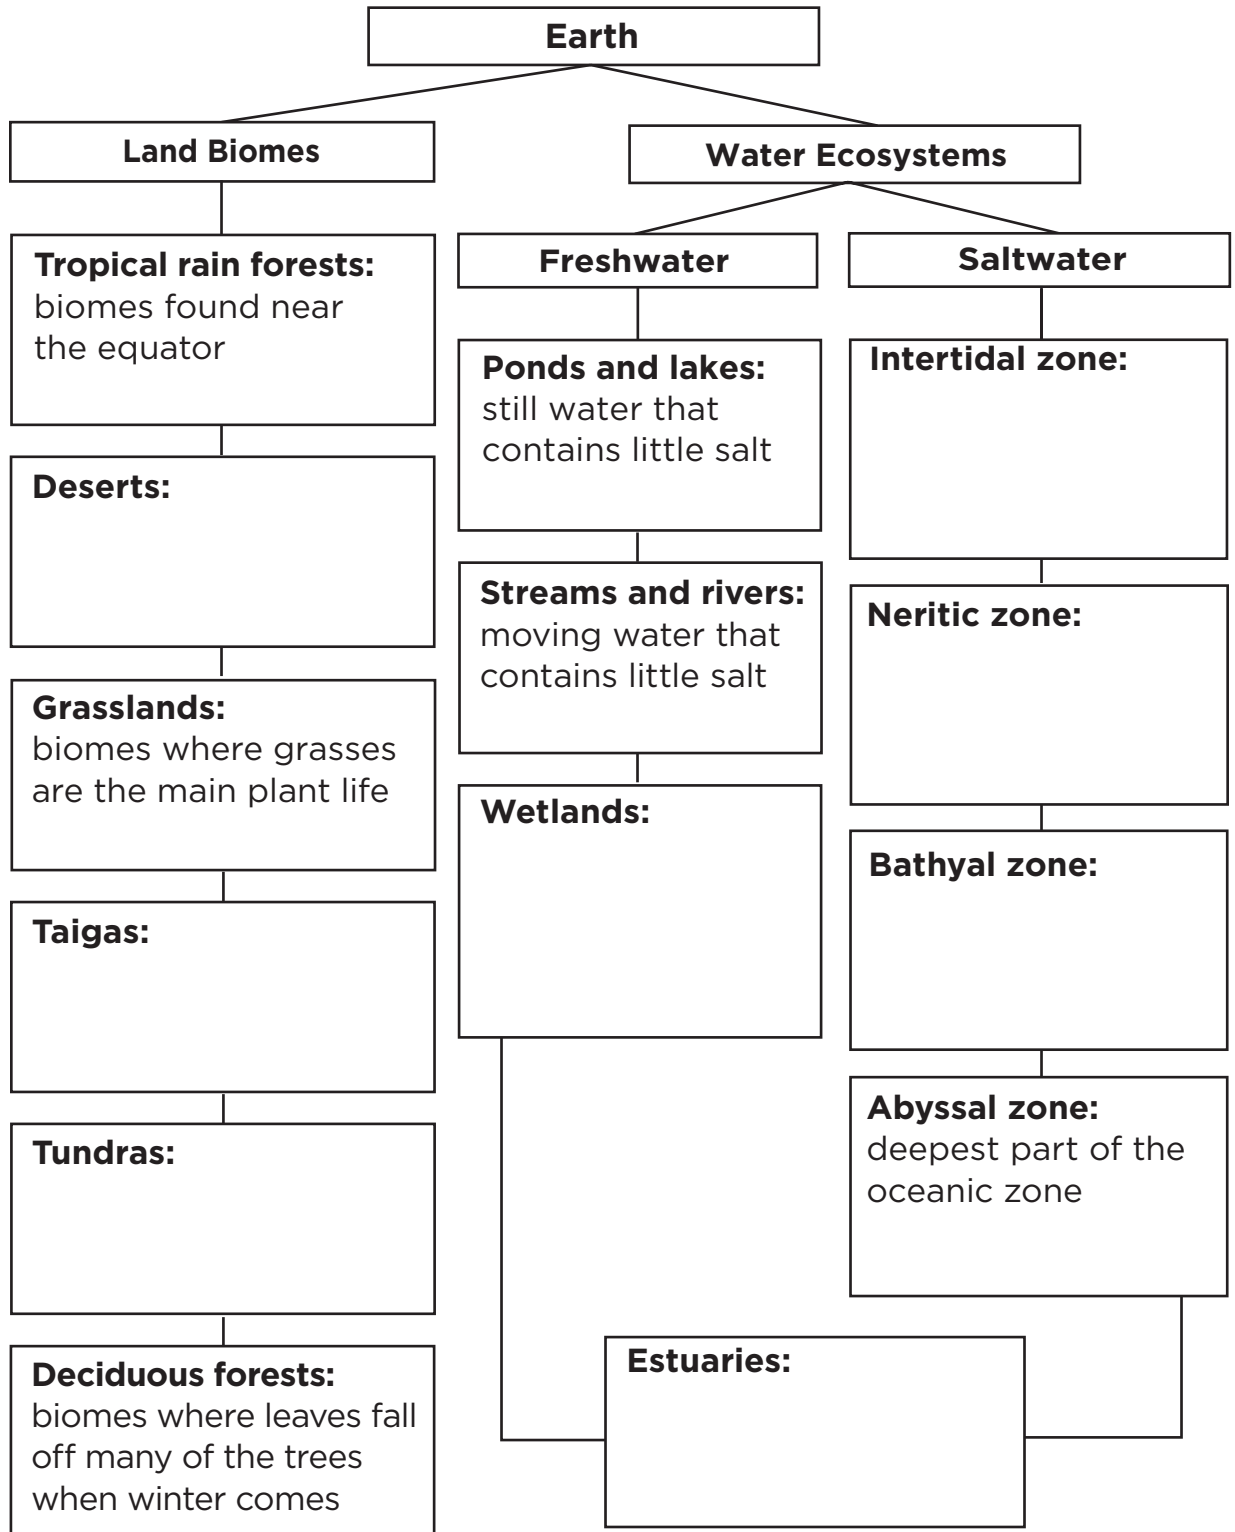 Earth
Land Biomes
Water Ecosystems
Tropical rain forests:
biomes found near
the equator
Deserts:
Grasslands:
biomes where grasses
are the main plant life
Taigas:
Tundras:
Deciduous forests:
biomes where leaves fall
off many of the trees
when winter comes
Freshwater
Ponds and lakes:
still water that
contains little salt
Streams and rivers:
moving water that
contains little salt
Wetlands:
Saltwater
Intertidal zone:
Neritic zone:
Bathyal zone:
Abyssal zone:
deepest part of the
oceanic zone
Estuaries: